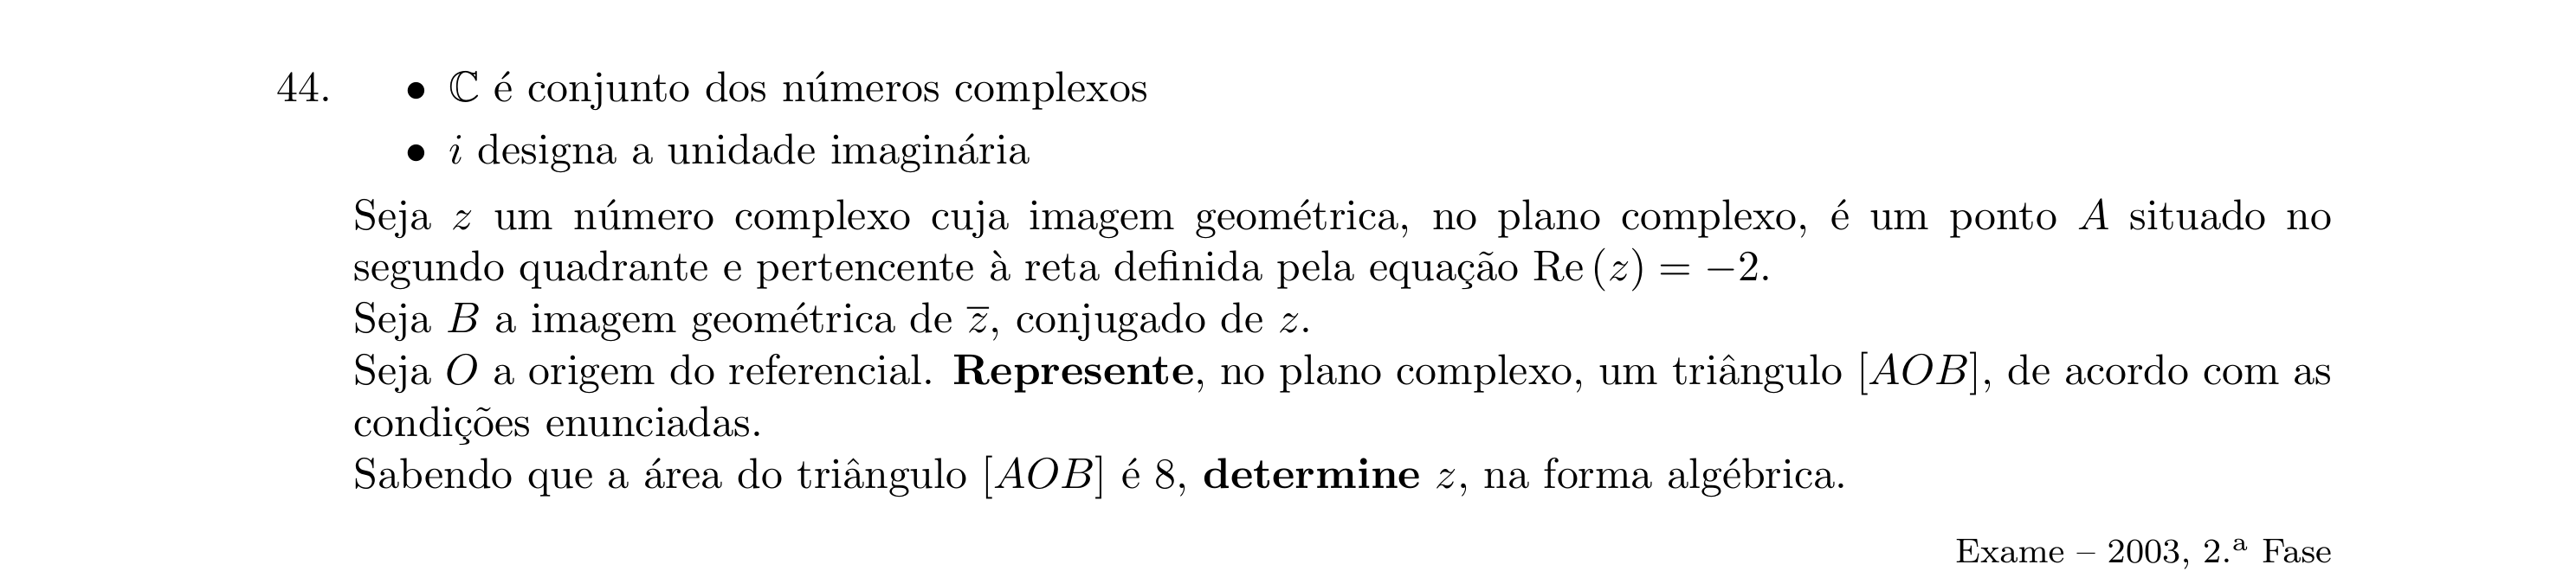 44. • ℂ é conjunto dos números complexos
• i designa a unidade imaginária
Seja z um número complexo cuja imagem geométrica, no plano complexo, é um ponto A situado no
segundo quadrante e pertencente à reta definida pela equação Re (z) = −2.
Seja B a imagem geométrica de z̅, conjugado de z.
Seja O a origem do referencial. Represente, no plano complexo, um triângulo [AOB], de acordo com as
condições enunciadas.
Sabendo que a área do triângulo [AOB] é 8, determine z, na forma algébrica.
Exame – 2003, 2.ª Fase